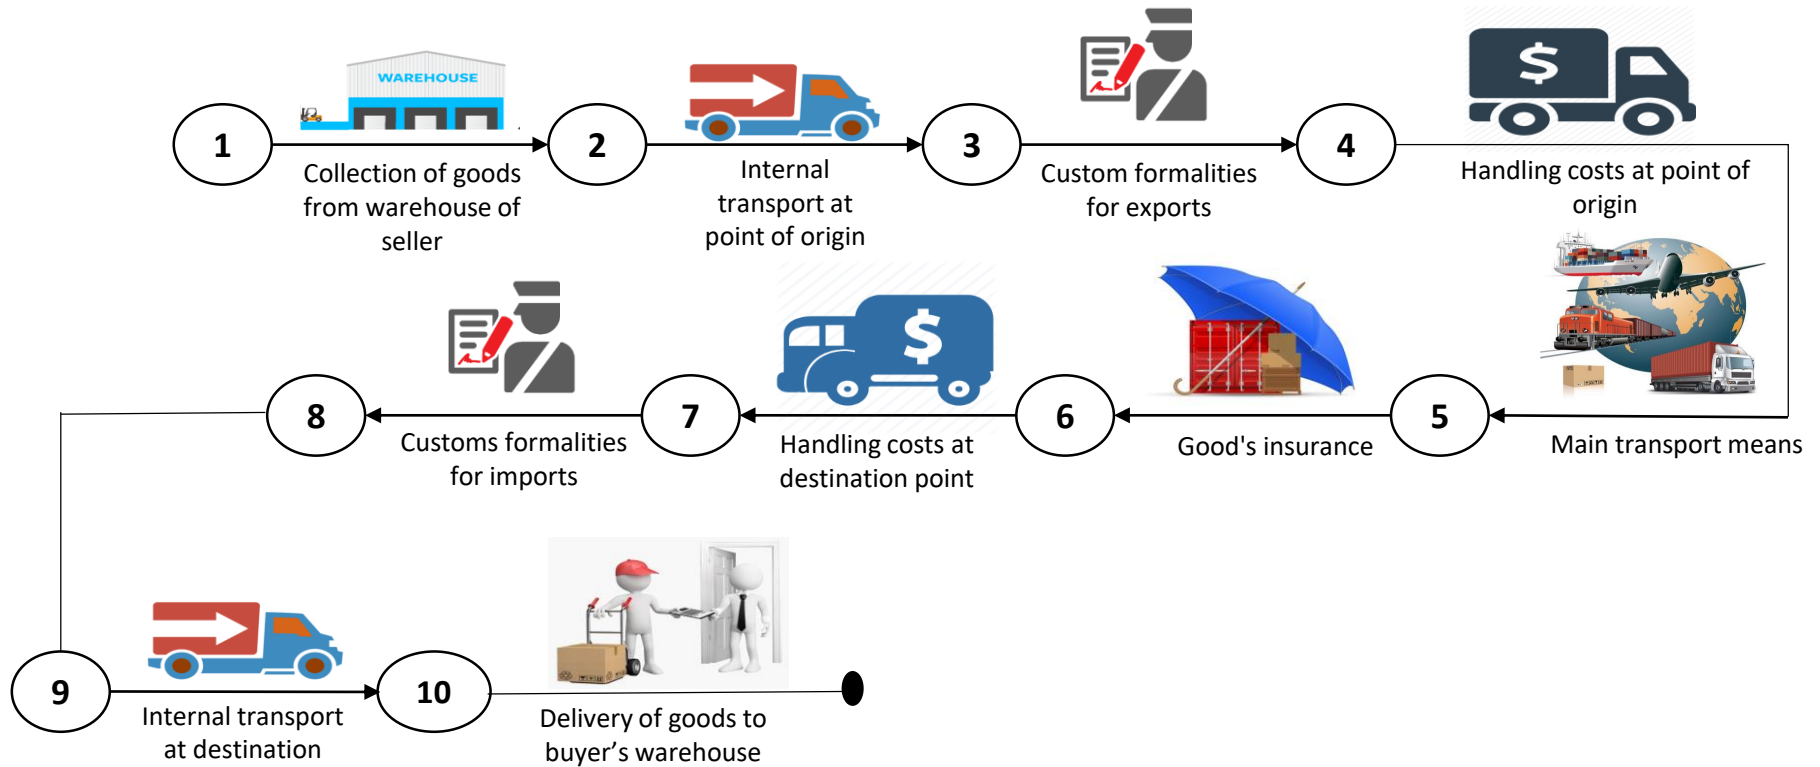 WAREHOUSE
$
1
2
3
4
Collection of goods
from warehouse of
seller
Internal
transport at
point of origin
Custom formalities
for exports
Handling costs at point of
origin
$
8
7
6
5
Customs formalities
for imports
Handling costs at
destination point
Good's insurance
Main transport means
9
10
Internal transport
at destination
Delivery of goods to
buyer’s warehouse